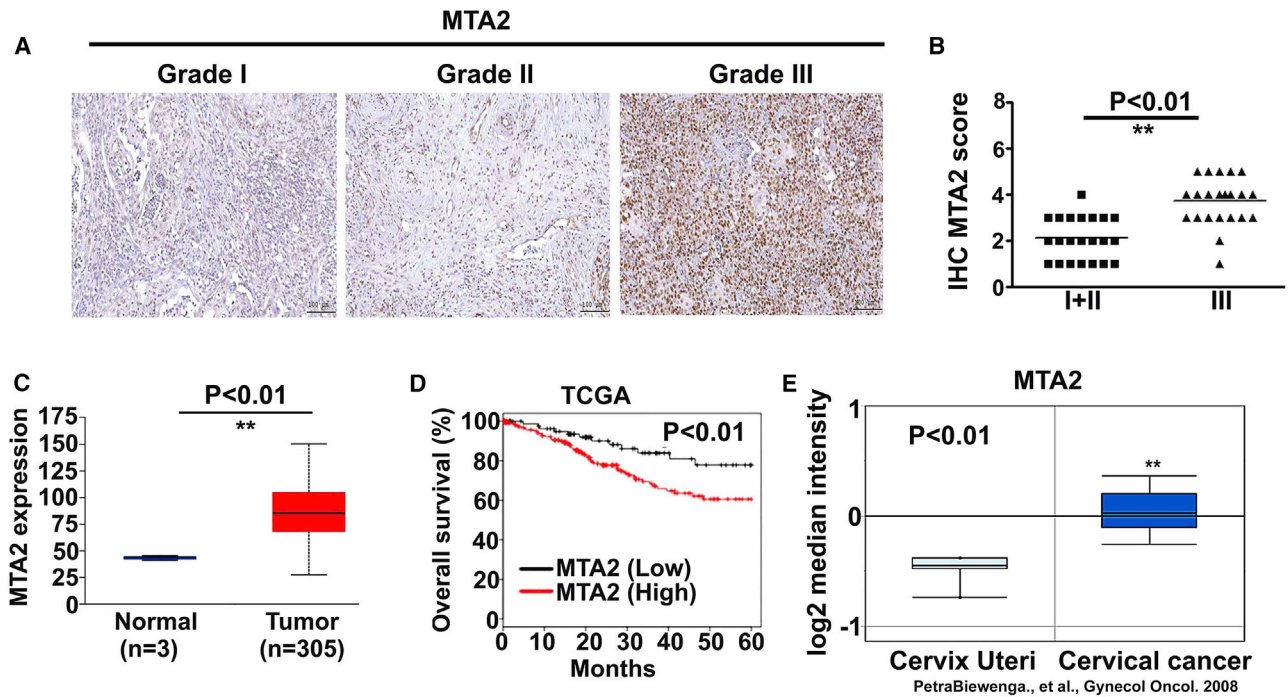 MTA2
A
Grade I
Grade II
Grade III
100 µm
100 µm
B
P<0.01
**
IHC MTA2 score
8
6
4
2
0
I+II
III
C
P<0.01
**
MTA2 expression
175
150
125
100
75
50
25
0
Normal
(n=3)
Tumor
(n=305)
D
TCGA
P<0.01
Overall survival (%)
100
80
60
40
20
0
MTA2 (Low)
MTA2 (High)
0 10 20 30 40 50 60
Months
E
MTA2
P<0.01
**
log2 median intensity
1
0
-1
Cervix Uteri
Cervical cancer
PetraBiewenga., et al., Gynecol Oncol. 2008